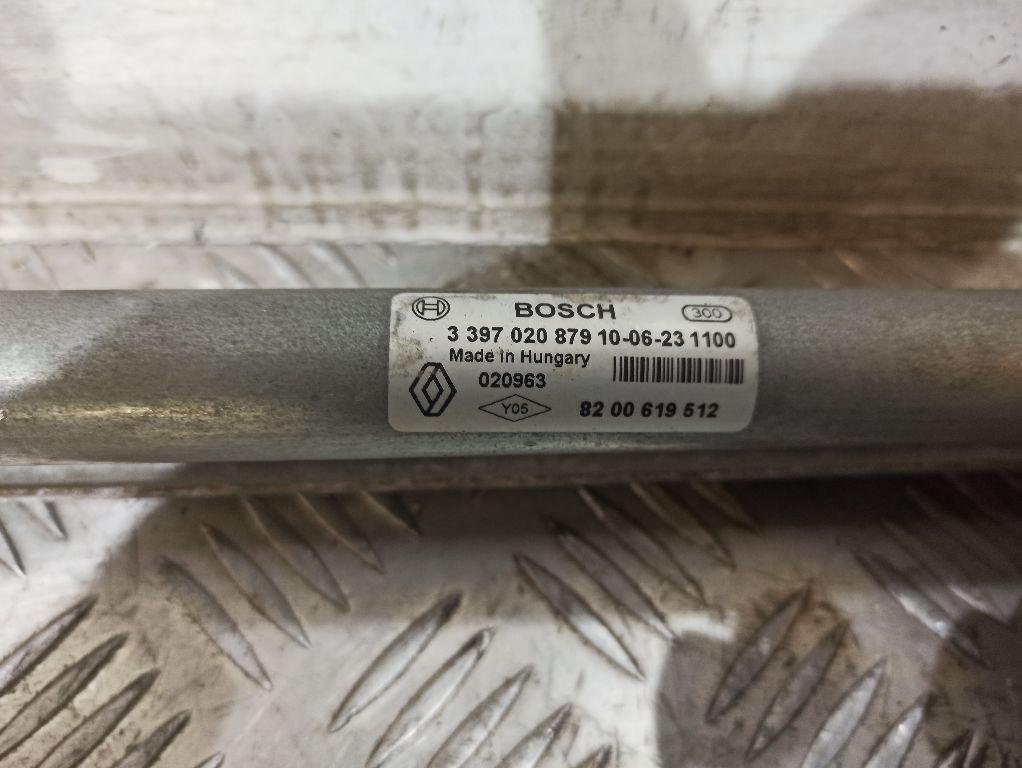 BOSCH 300
3 397 020 879 10-06-23 1100
Made in Hungary
020963
Y05 82 00 619 512